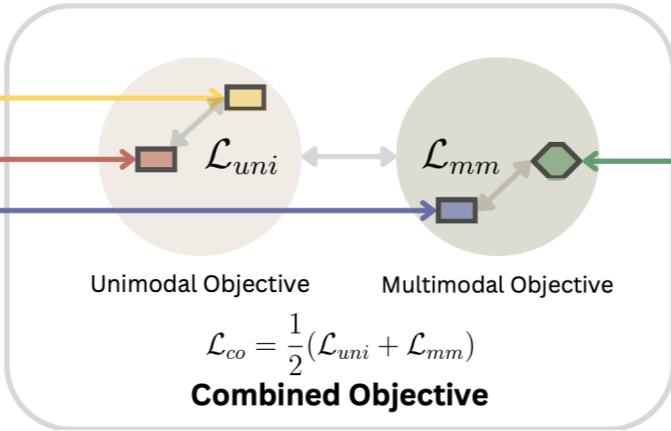 ℒ_uni
ℒ_mm
Unimodal Objective
Multimodal Objective
ℒ_co = 1/2(ℒ_uni + ℒ_mm)
Combined Objective